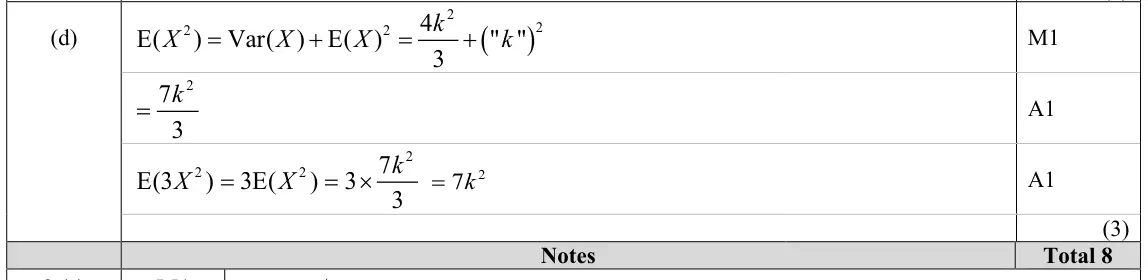 (d) E(X²) = Var(X) + E(X)² = 4k²/3 + ("k")² M1
= 7k²/3 A1
E(3X²) = 3E(X²) = 3 × 7k²/3 = 7k² A1
(3)
Notes Total 8